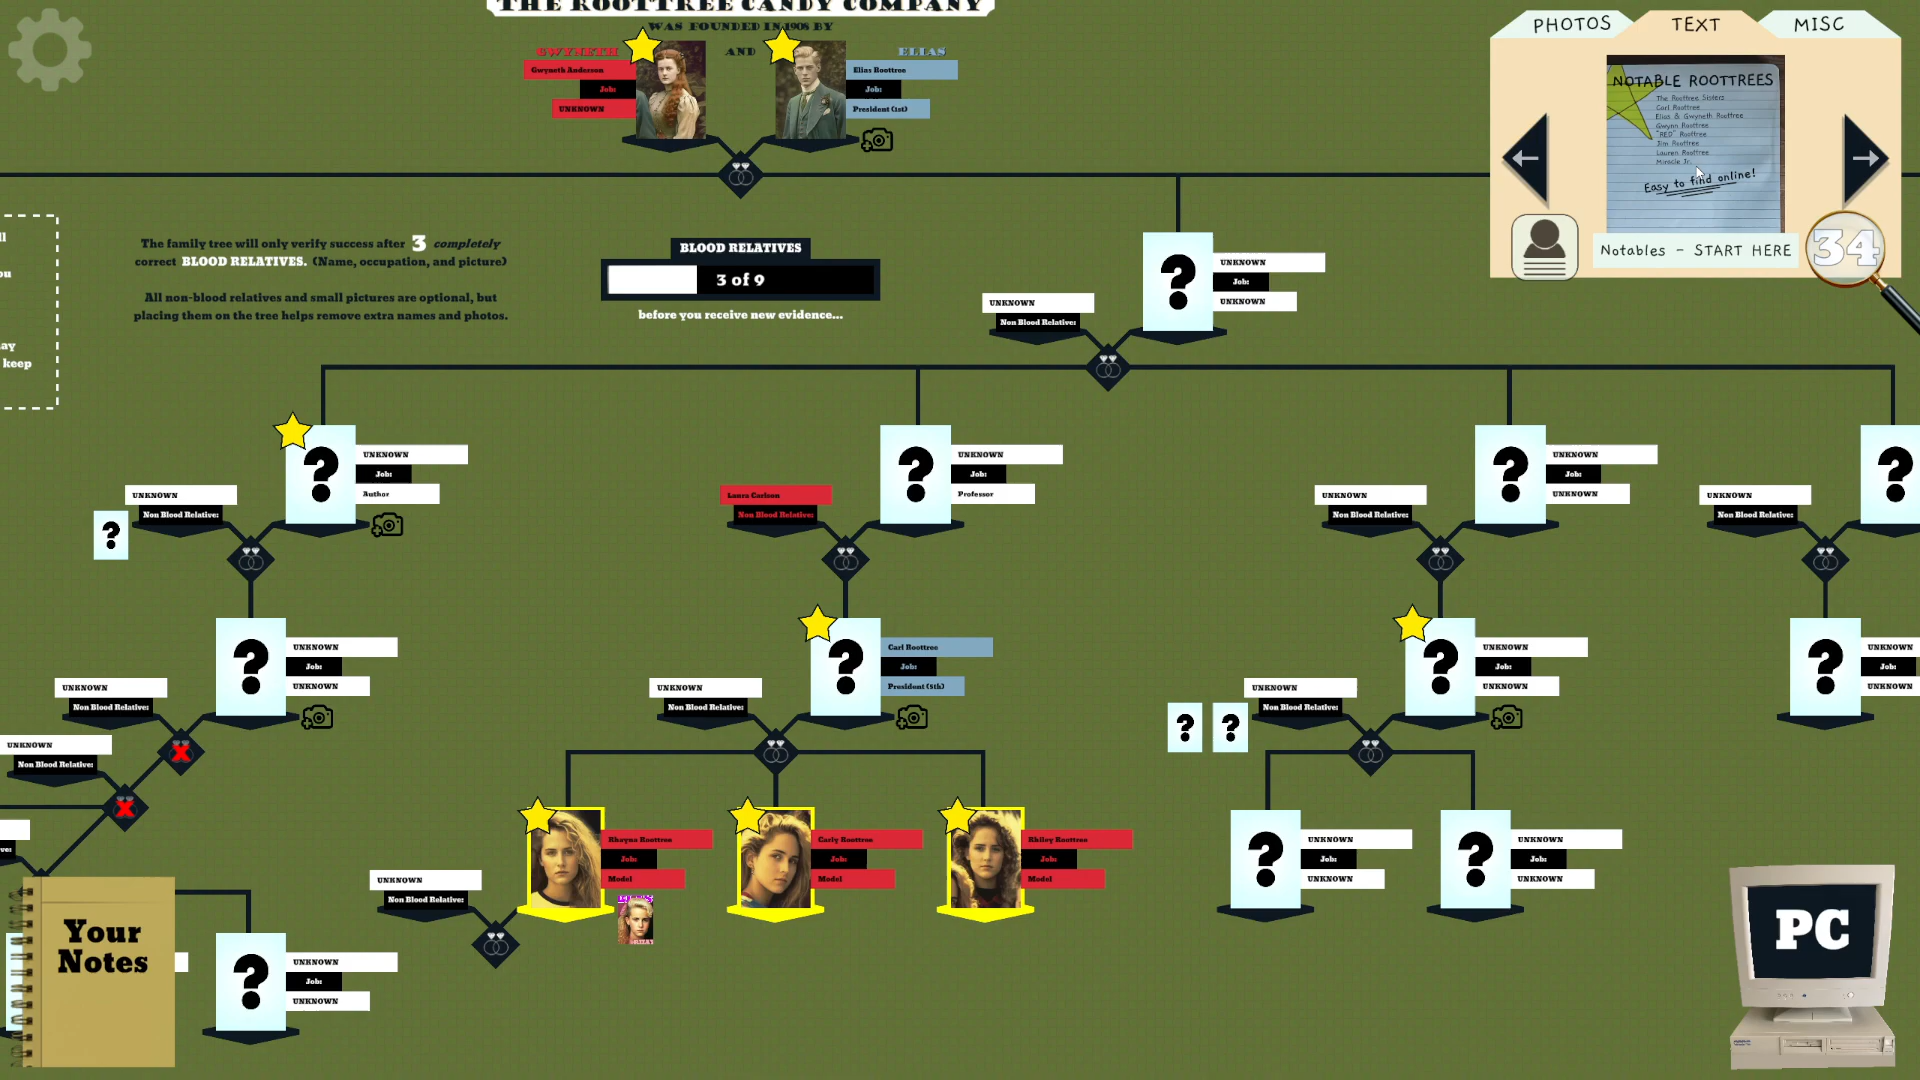 THE ROOTTREE CANDY COMPANY
WAS FOUNDED IN 1908 BY
GWYNETH AND ELIAS
Gwyneth Anderson
Job:
UNKNOWN
Elias Roottree
Job:
President (1st)
PHOTOS TEXT MISC
NOTABLE ROOTTREES
The Roottree Sisters
Carl Roottree
Elias & Gwyneth Roottree
Gwynn Roottree
"RED" Roottree
Jim Roottree
Lauren Roottree
Miracle Jr.
Easy to find online!
Notables - START HERE
34
ll
ou
ay
keep
The family tree will only verify success after 3 completely
correct BLOOD RELATIVES. (Name, occupation, and picture)
All non-blood relatives and small pictures are optional, but
placing them on the tree helps remove extra names and photos.
BLOOD RELATIVES
3 of 9
before you receive new evidence...
?
UNKNOWN
Job:
UNKNOWN
UNKNOWN
Non Blood Relative:
?
UNKNOWN
Job:
Author
UNKNOWN
Non Blood Relative:
?
?
UNKNOWN
Job:
Professor
Laura Carlson
Non Blood Relative:
?
UNKNOWN
Job:
UNKNOWN
UNKNOWN
Non Blood Relative:
?
UNKNOWN
Non Blood Relative:
?
UNKNOWN
Job:
UNKNOWN
UNKNOWN
Non Blood Relative:
UNKNOWN
Non Blood Relative:
?
Carl Roottree
Job:
President (5th)
UNKNOWN
Non Blood Relative:
?
UNKNOWN
Job:
UNKNOWN
UNKNOWN
Non Blood Relative:
? ?
?
UNKNOWN
Job:
UNKNOWN
Rhayna Roottree
Job:
Model
Carly Roottree
Job:
Model
Rhiley Roottree
Job:
Model
UNKNOWN
Non Blood Relative:
?
UNKNOWN
Job:
UNKNOWN
?
UNKNOWN
Job:
UNKNOWN
ve:
Your
Notes
?
UNKNOWN
Job:
UNKNOWN
PC